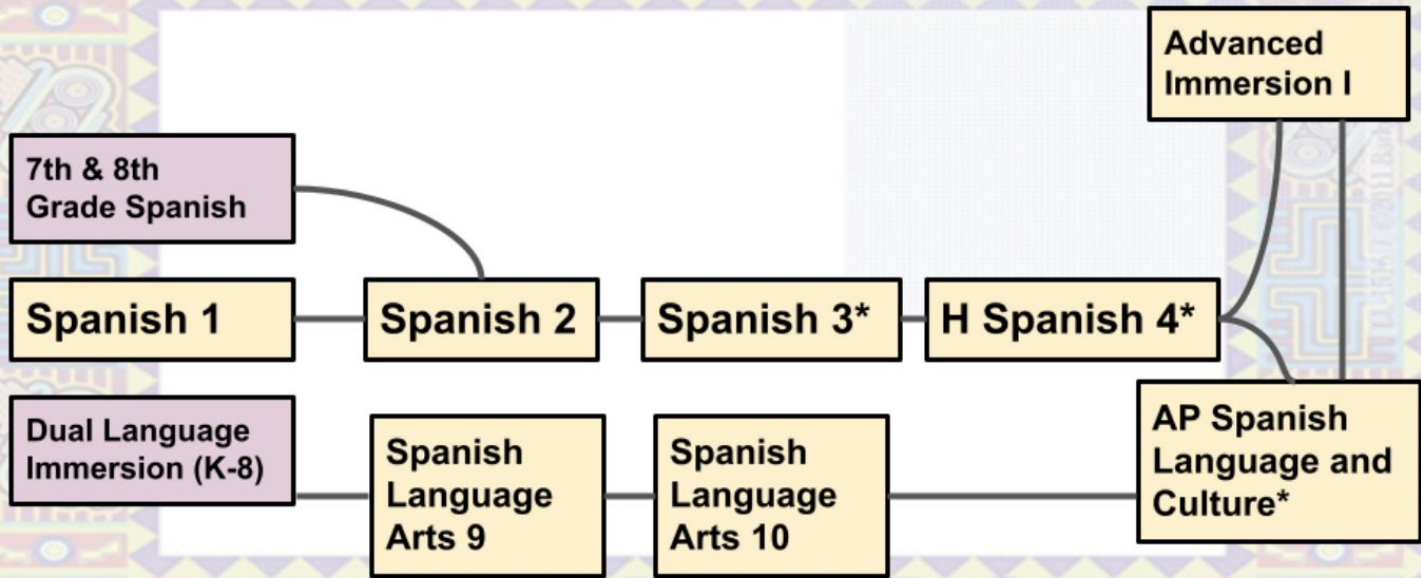 Advanced
Immersion I
7th & 8th
Grade Spanish
Spanish 1
Spanish 2
Spanish 3*
H Spanish 4*
Dual Language
Immersion (K-8)
Spanish
Language
Arts 9
Spanish
Language
Arts 10
AP Spanish
Language and
Culture*